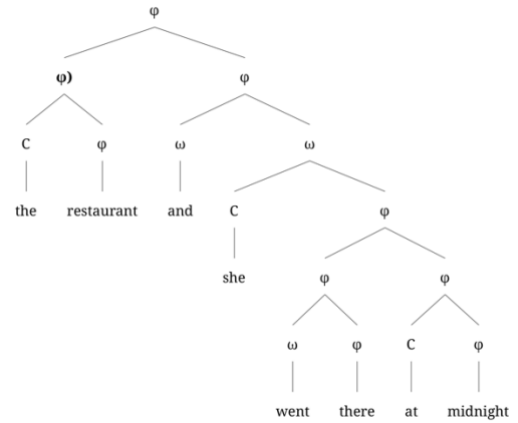 φ
φ) φ
C φ ω ω
the restaurant and C φ
she φ φ
ω φ C φ
went there at midnight